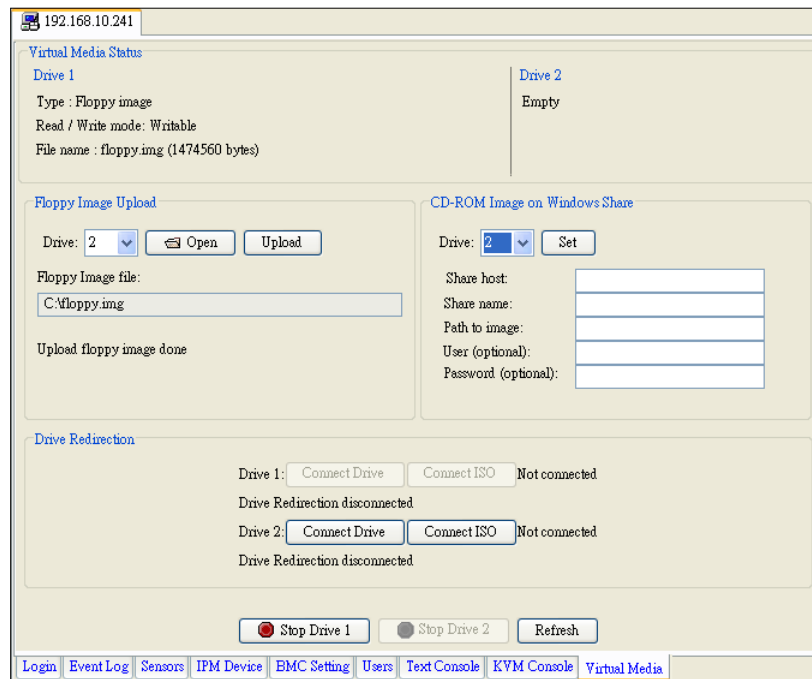 192.168.10.241
Virtual Media Status
Drive 1
Type : Floppy image
Read / Write mode: Writable
File name : floppy.img (1474560 bytes)
Drive 2
Empty
Floppy Image Upload
Drive: 2 Open Upload
Floppy Image file:
C:\floppy.img
Upload floppy image done
CD-ROM Image on Windows Share
Drive: 2 Set
Share host:
Share name:
Path to image:
User (optional):
Password (optional):
Drive Redirection
Drive 1: Connect Drive Connect ISO Not connected
Drive Redirection disconnected
Drive 2: Connect Drive Connect ISO Not connected
Drive Redirection disconnected
Stop Drive 1 Stop Drive 2 Refresh
Login Event Log Sensors IPM Device BMC Setting Users Text Console KVM Console Virtual Media